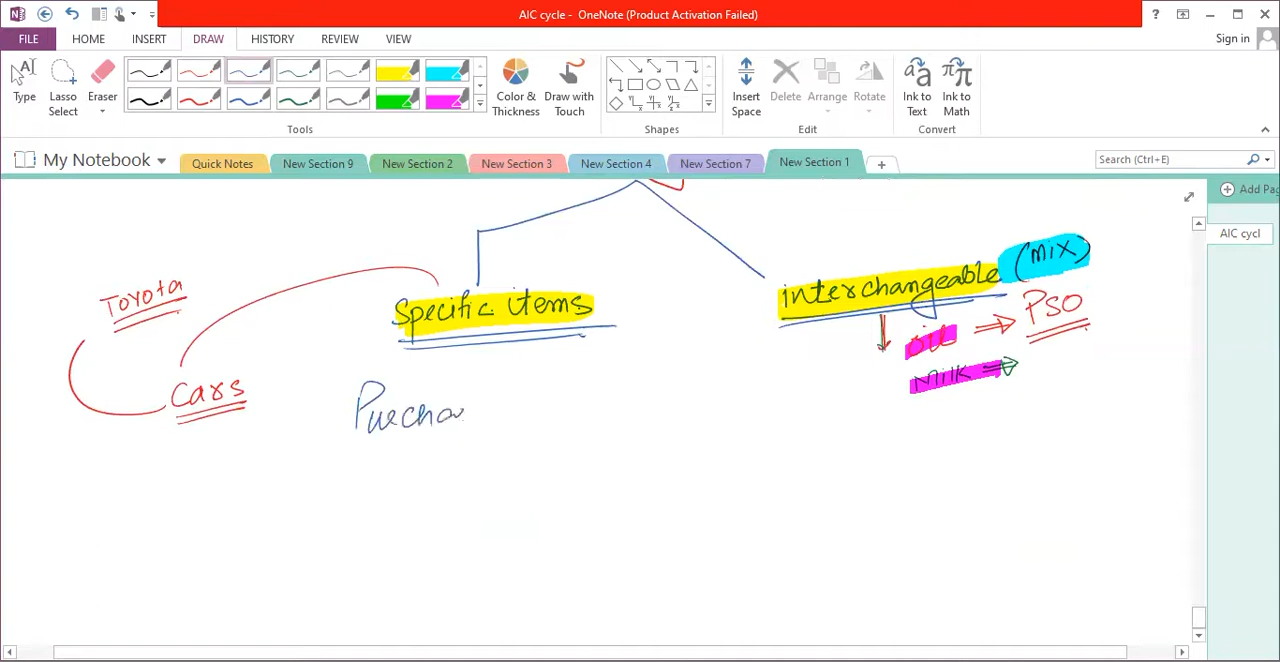 AIC cycle - OneNote (Product Activation Failed)
?
FILE HOME INSERT DRAW HISTORY REVIEW VIEW
Sign in
Type
Lasso Select
Eraser
Color & Thickness
Draw with Touch
Insert Space
Delete
Arrange
Rotate
Ink to Text
Ink to Math
Tools
Shapes
Edit
Convert
My Notebook
Quick Notes
New Section 9
New Section 2
New Section 3
New Section 4
New Section 7
New Section 1
Search (Ctrl+E)
Add Pag
AIC cycl
interchangeable (mix)
Toyota
Specific items
oil ⇒ PSO
Milk ⇒
Cars
Purcha